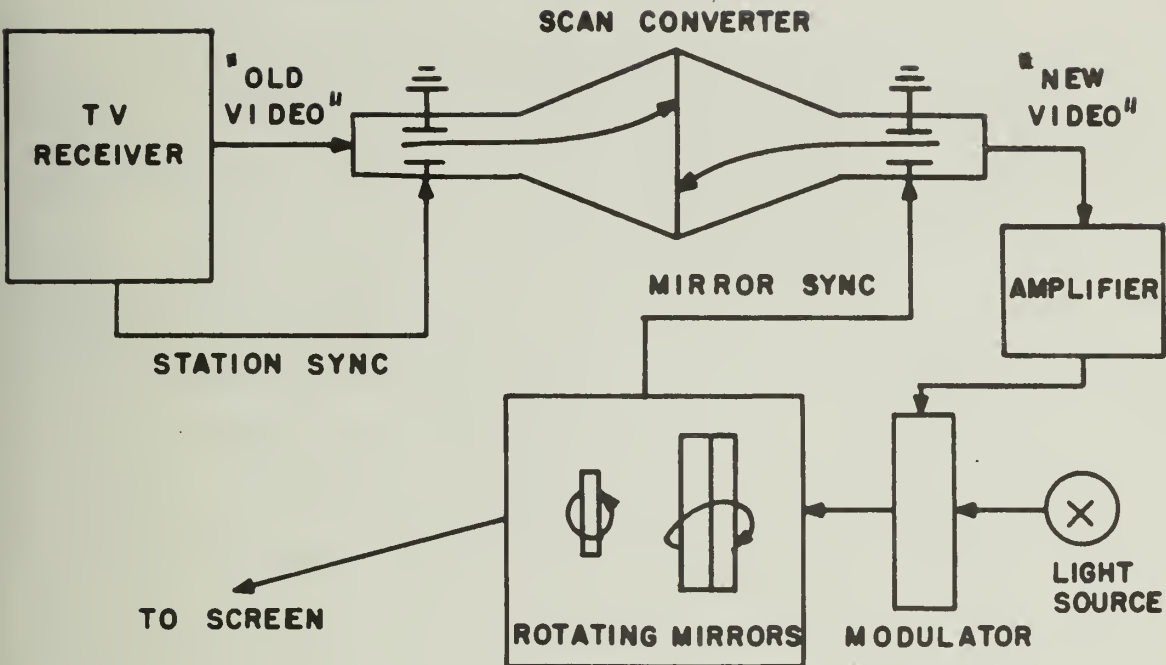 SCAN CONVERTER
TV
RECEIVER
"OLD
VIDEO"
"NEW
VIDEO"
STATION SYNC
MIRROR SYNC
AMPLIFIER
TO SCREEN
ROTATING MIRRORS
MODULATOR
LIGHT
SOURCE